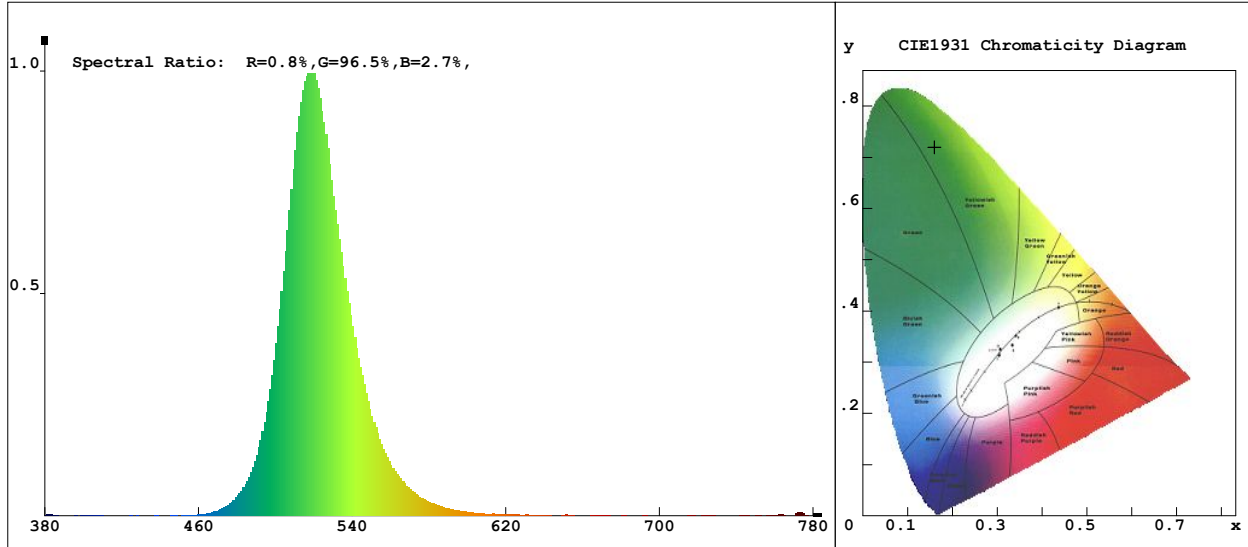 1.0
Spectral Ratio: R=0.8%,G=96.5%,B=2.7%,
0.5
380 460 540 620 700 780
y CIE1931 Chromaticity Diagram
.8
.6
.4
.2
0 0.1 0.3 0.5 0.7 x
Yellowish
Green
Green
Yellow
Green
Greenish
Yellow
Yellow
Orange
Yellow
Orange
Reddish
Orange
Yellowish
Pink
Pink
Red
Bluish
Green
Greenish
Blue
Purplish
Pink
Purplish
Red
Reddish
Purple
Purple
Blue